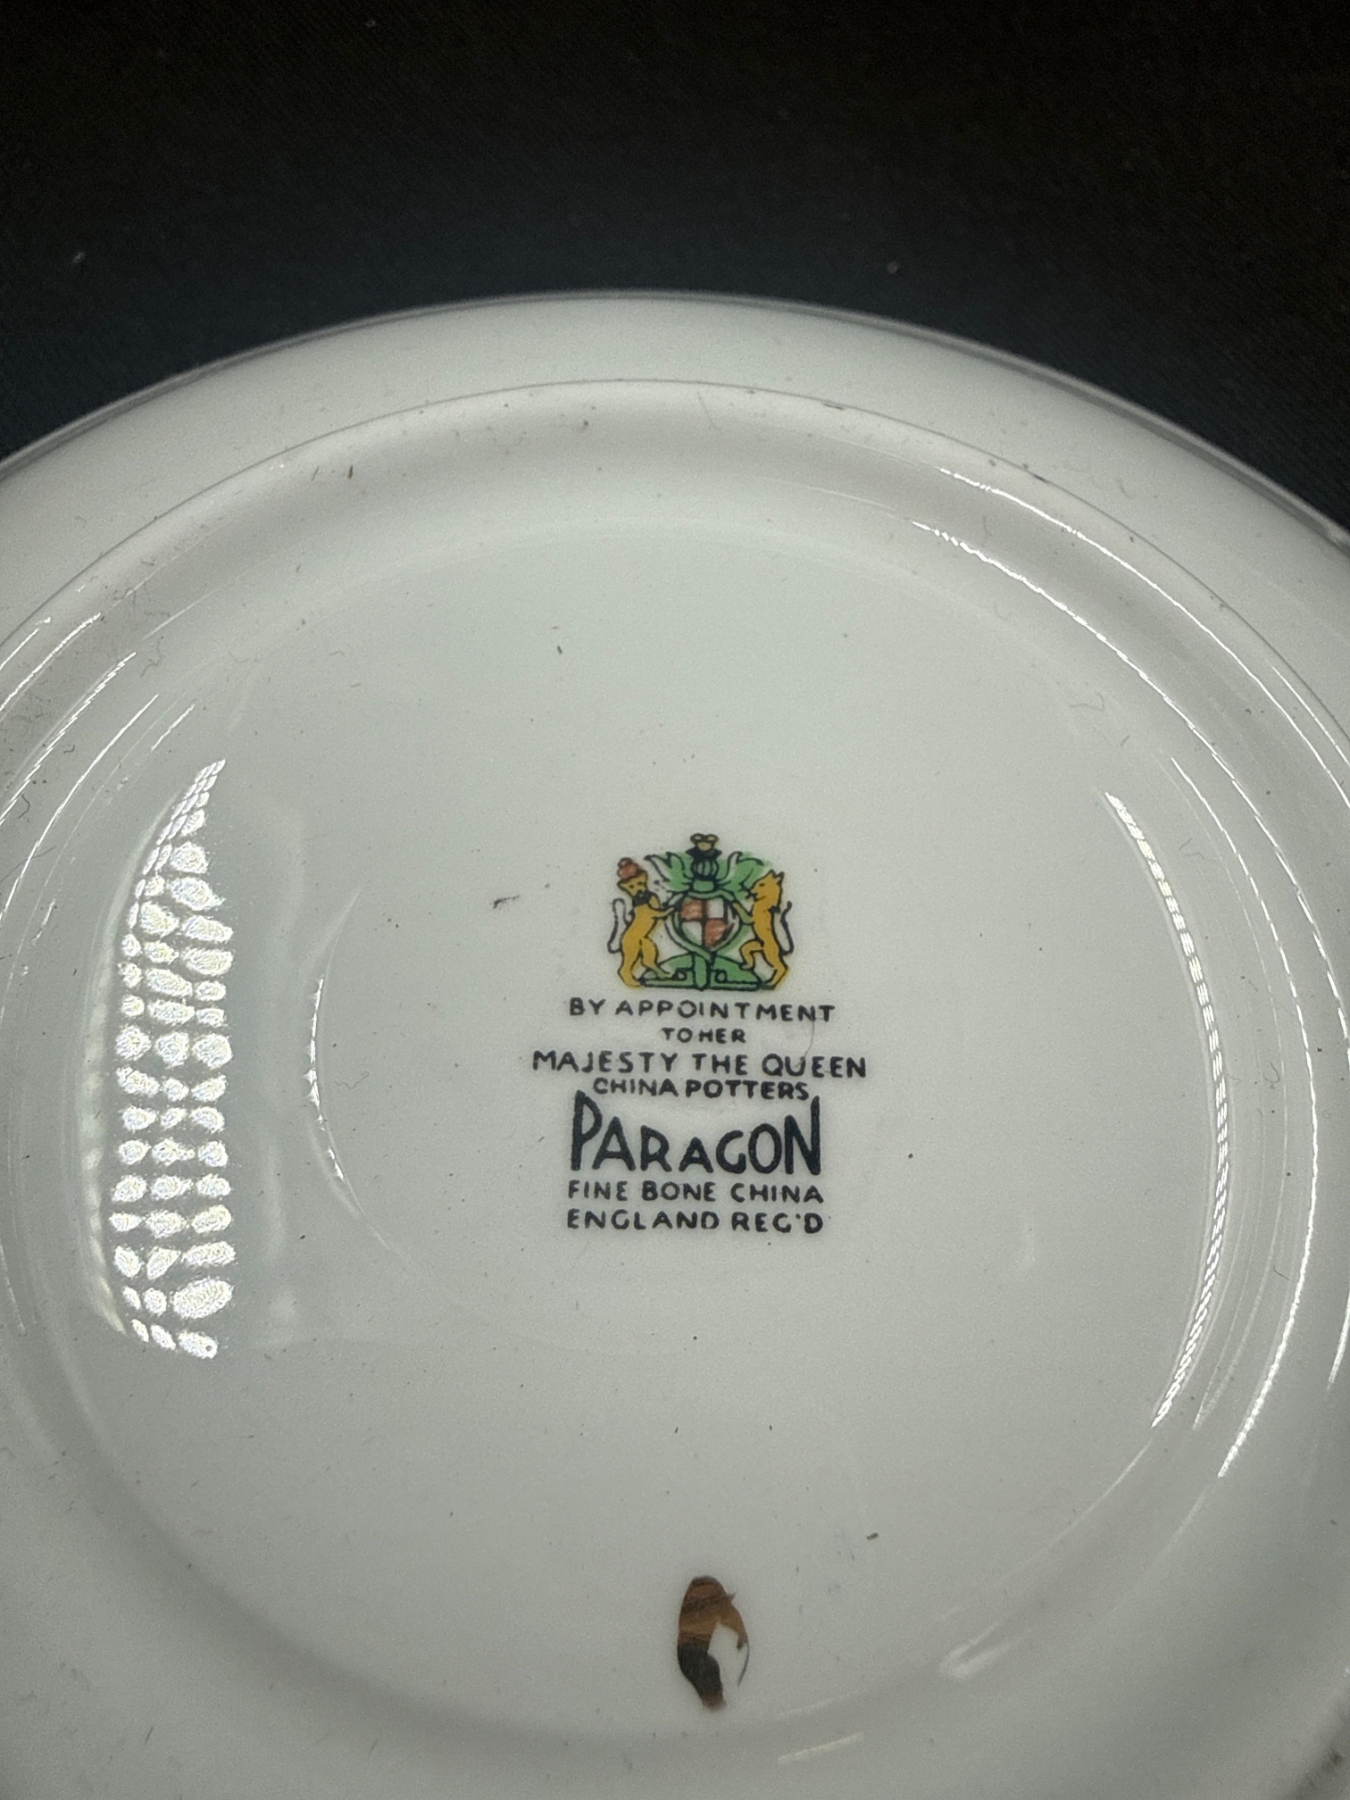 BY APPOINTMENT
TO HER
MAJESTY THE QUEEN
CHINA POTTERS
PARAGON
FINE BONE CHINA
ENGLAND REG'D